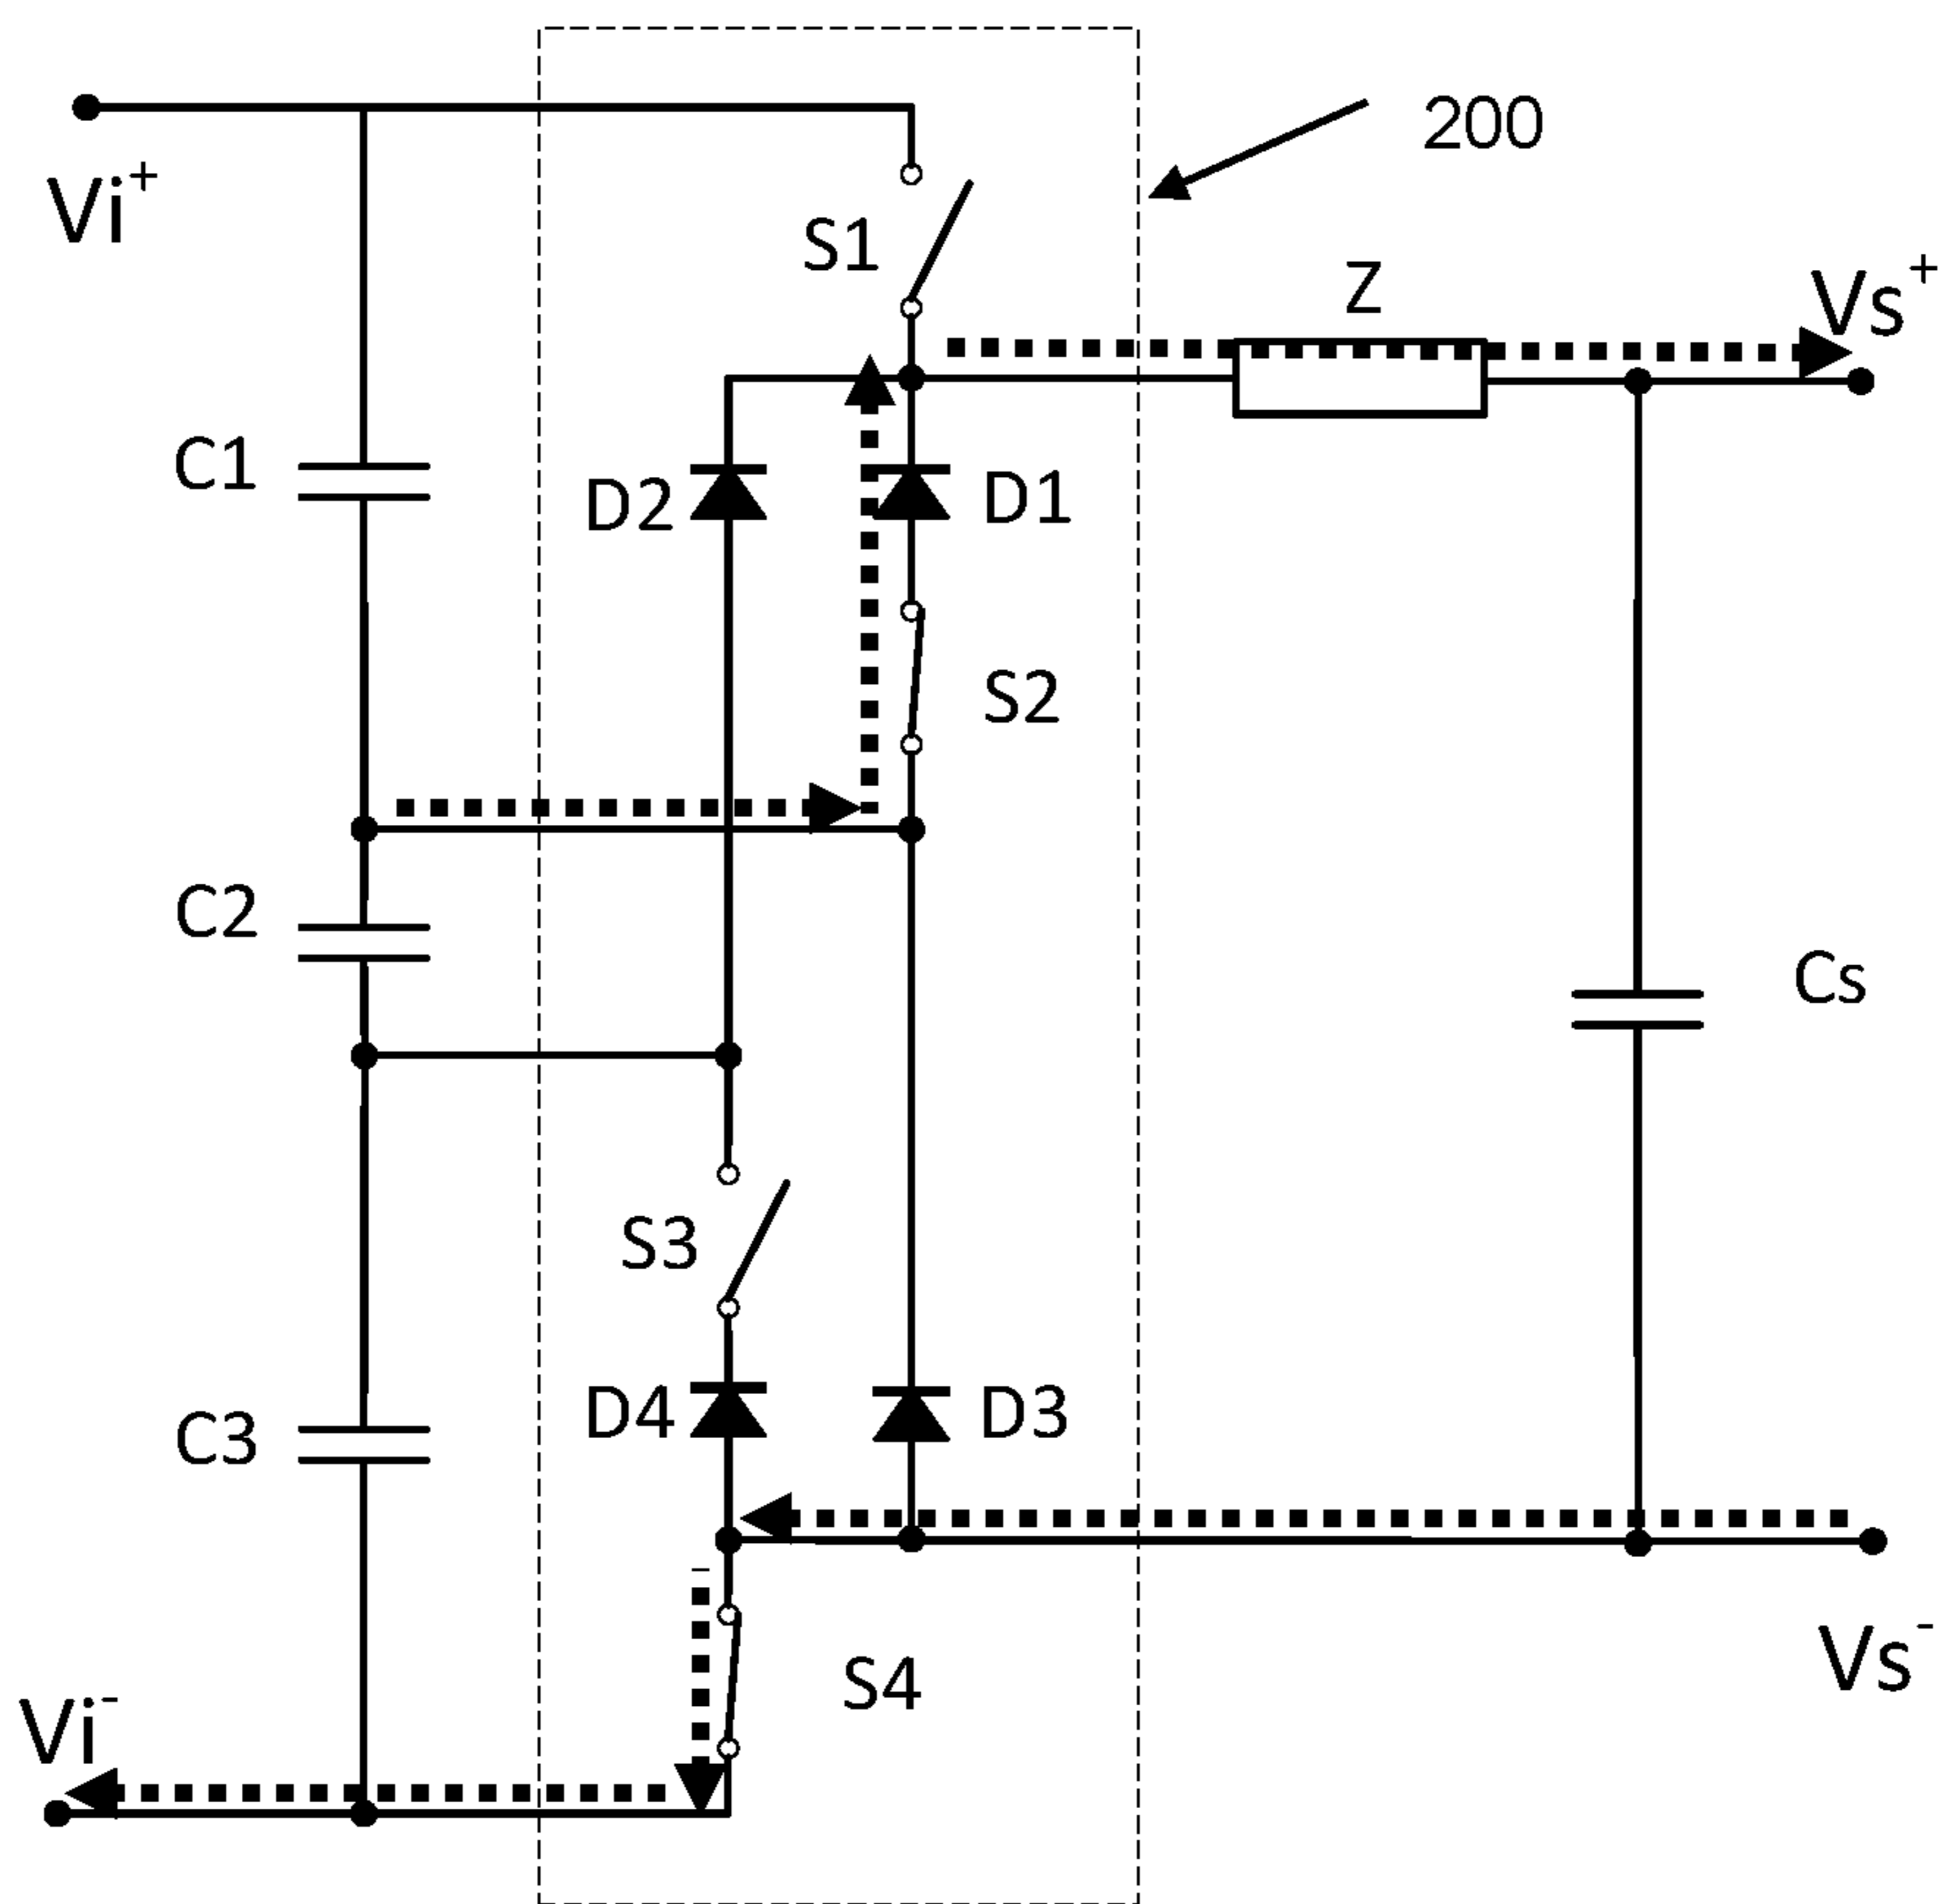 200
Vi+
S1
Z
Vs+
C1
D2
D1
S2
C2
Cs
S3
D4
D3
C3
S4
Vs-
Vi-